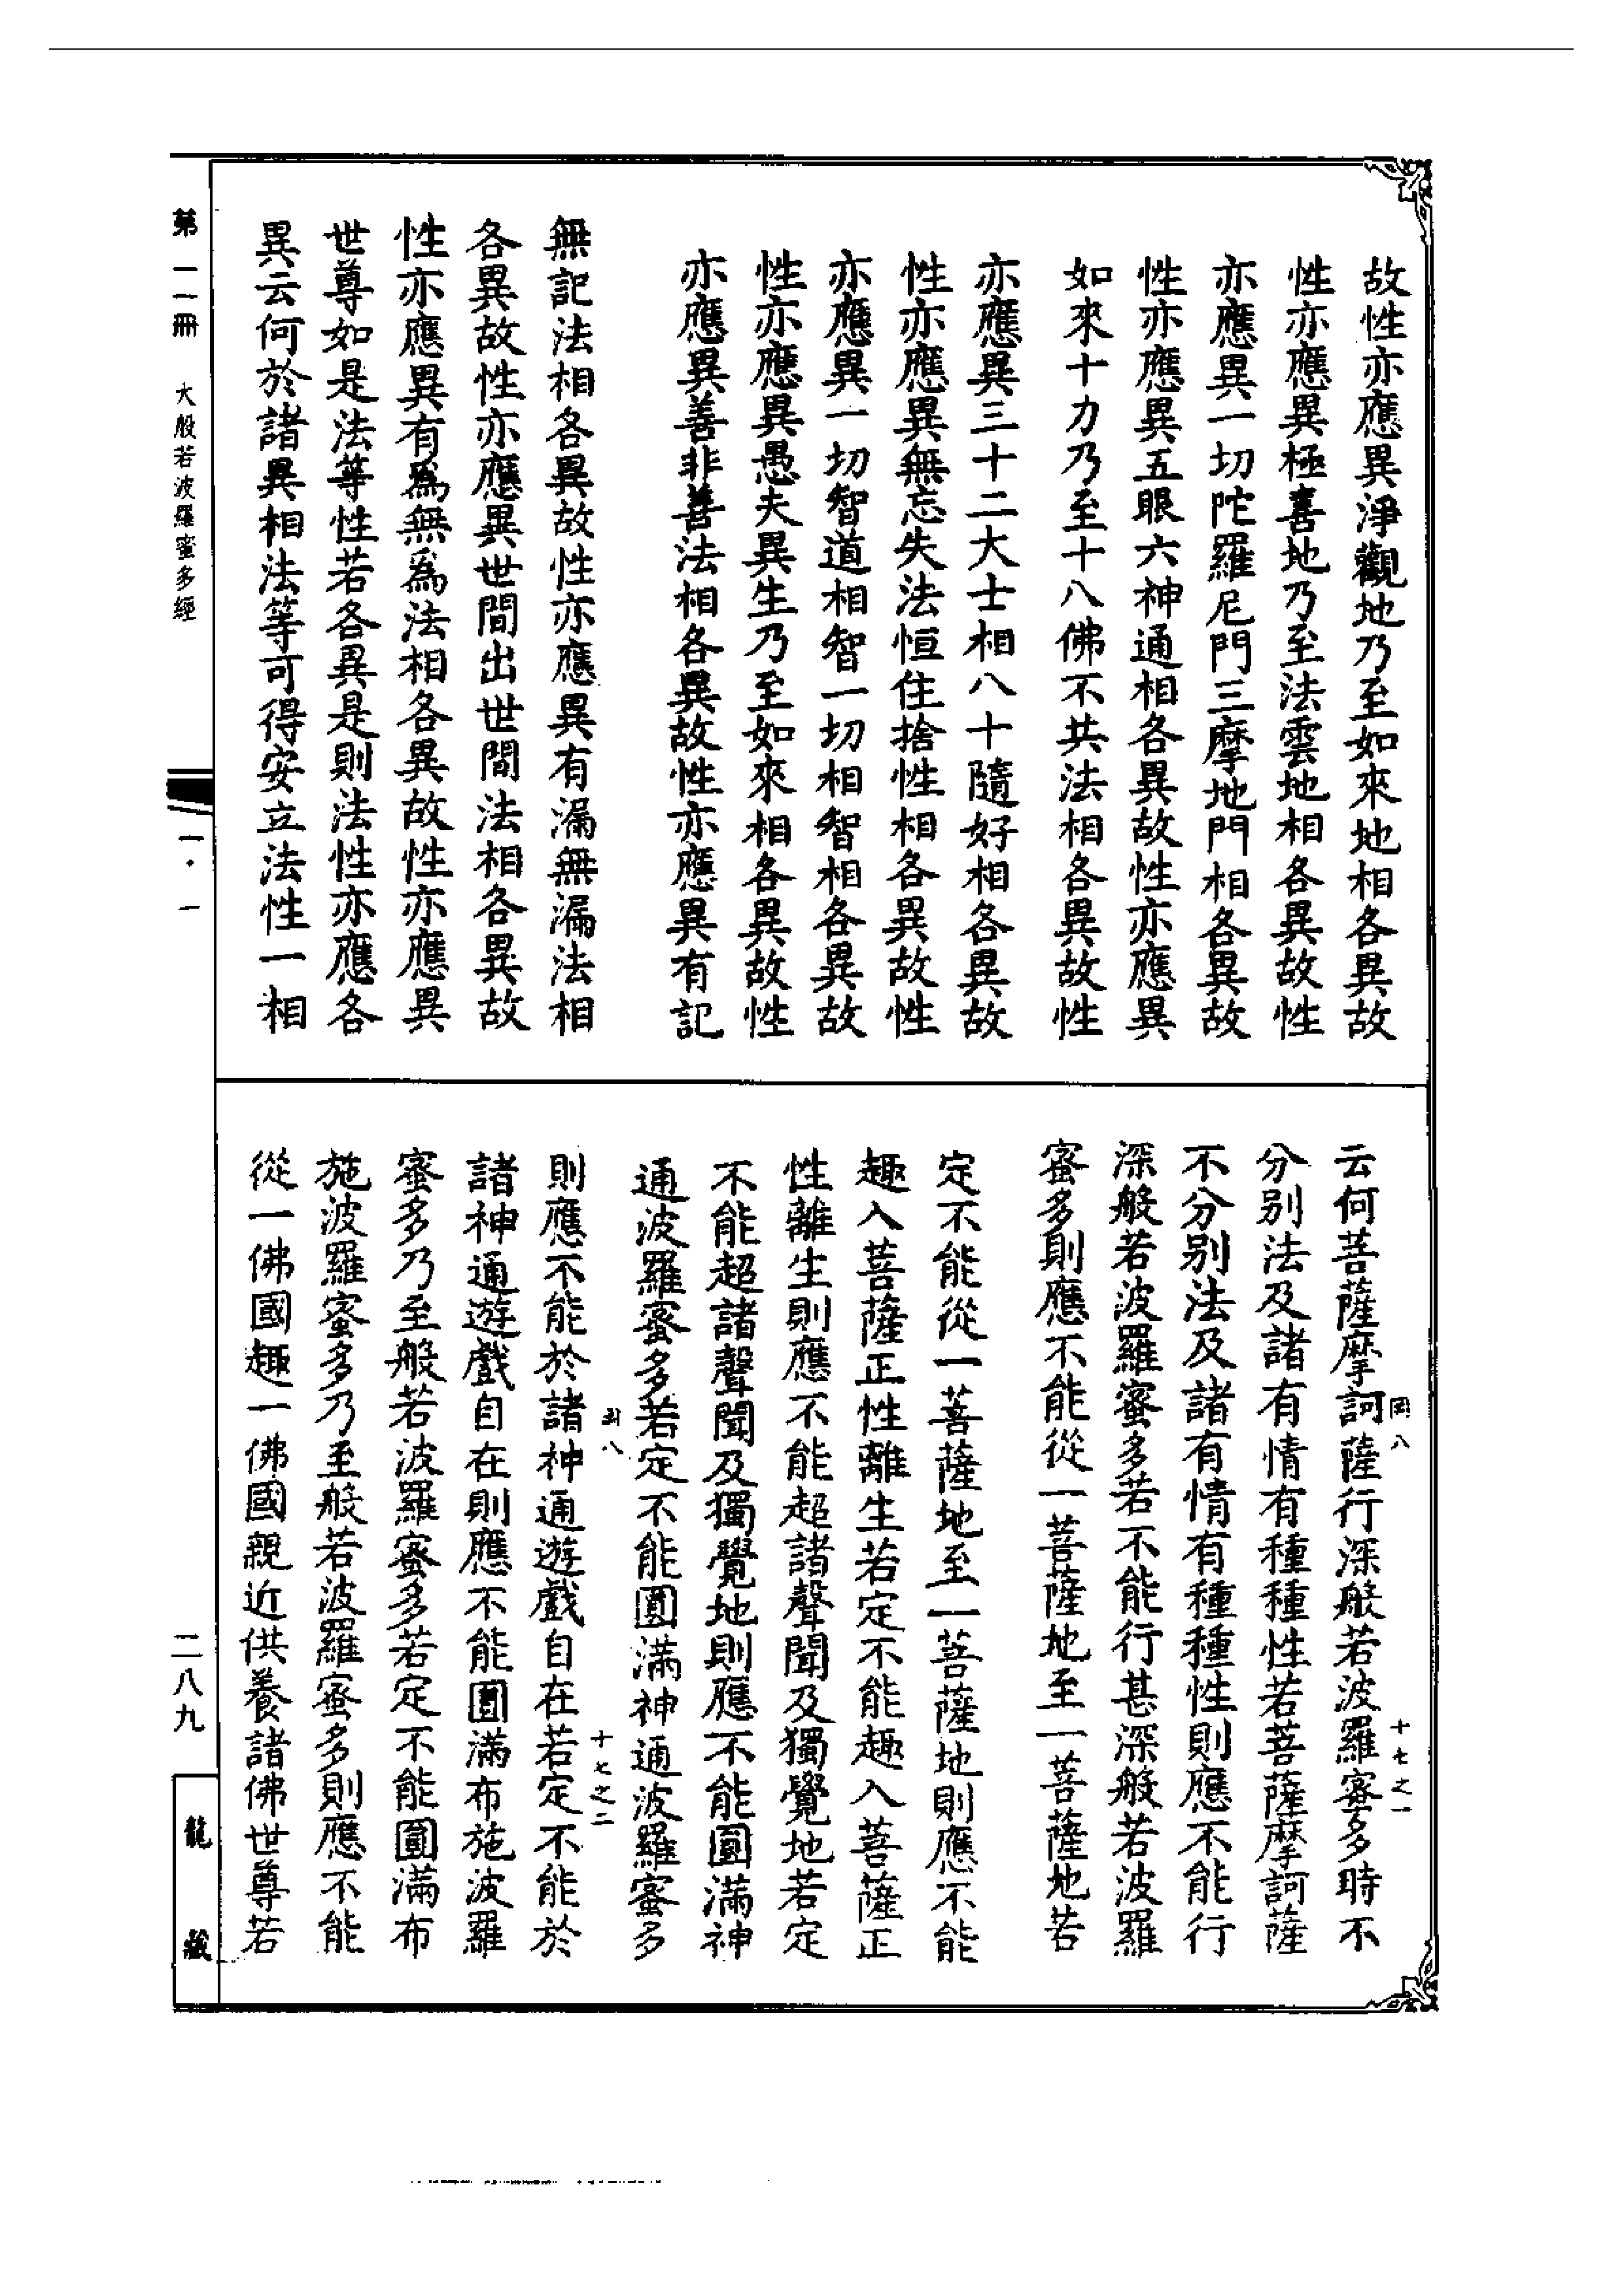 故性亦應異淨觀地乃至如來地相各異故
性亦應異極喜地乃至法雲地相各異故性
亦應異一切陀羅尼門三摩地門相各異故
性亦應異五眼六神通相各異故性亦應異
如來十力乃至十八佛不共法相各異故性
亦應異三十二大士相八十隨好相各異故
性亦應異無忘失法恒住捨性相各異故性
亦應異一切智道相智一切相智相各異故
性亦應異愚夫異生乃至如來相各異故性
亦應異善非善法相各異故性亦應異有記
無記法相各異故性亦應異有漏無漏法相
各異故性亦應異世間出世間法相各異故
性亦應異有為無為法相各異故性亦應異
世尊如是法等性若各異是則法性亦應各
異云何於諸異相法等可得安立法性一相
云何菩薩摩訶薩行深般若波羅蜜多時不
分別法及諸有情有種種性若菩薩摩訶薩
不分別法及諸有情有種種性則應不能行
深般若波羅蜜多若不能行甚深般若波羅
蜜多則應不能從一菩薩地至一菩薩地若
定不能從一菩薩地至一菩薩地則應不能
趣入菩薩正性離生若定不能趣入菩薩正
性離生則應不能超諸聲聞及獨覺地若定
不能超諸聲聞及獨覺地則應不能圓滿神
通波羅蜜多若定不能圓滿神通波羅蜜多
則應不能於諸神通遊戲自在若定不能於
諸神通遊戲自在則應不能圓滿布施波羅
蜜多乃至般若波羅蜜多若定不能圓滿布
施波羅蜜多乃至般若波羅蜜多則應不能
從一佛國趣一佛國親近供養諸佛世尊若
八
十七之一
八
十七之二
第一一冊 大般若波羅蜜多經
一·一
二八九
龍藏